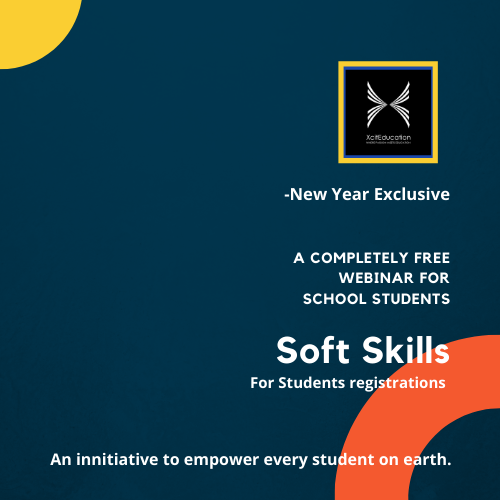 XcitEducation
-New Year Exclusive
A COMPLETELY FREE
WEBINAR FOR
SCHOOL STUDENTS
Soft Skills
For Students registrations
An innitiative to empower every student on earth.